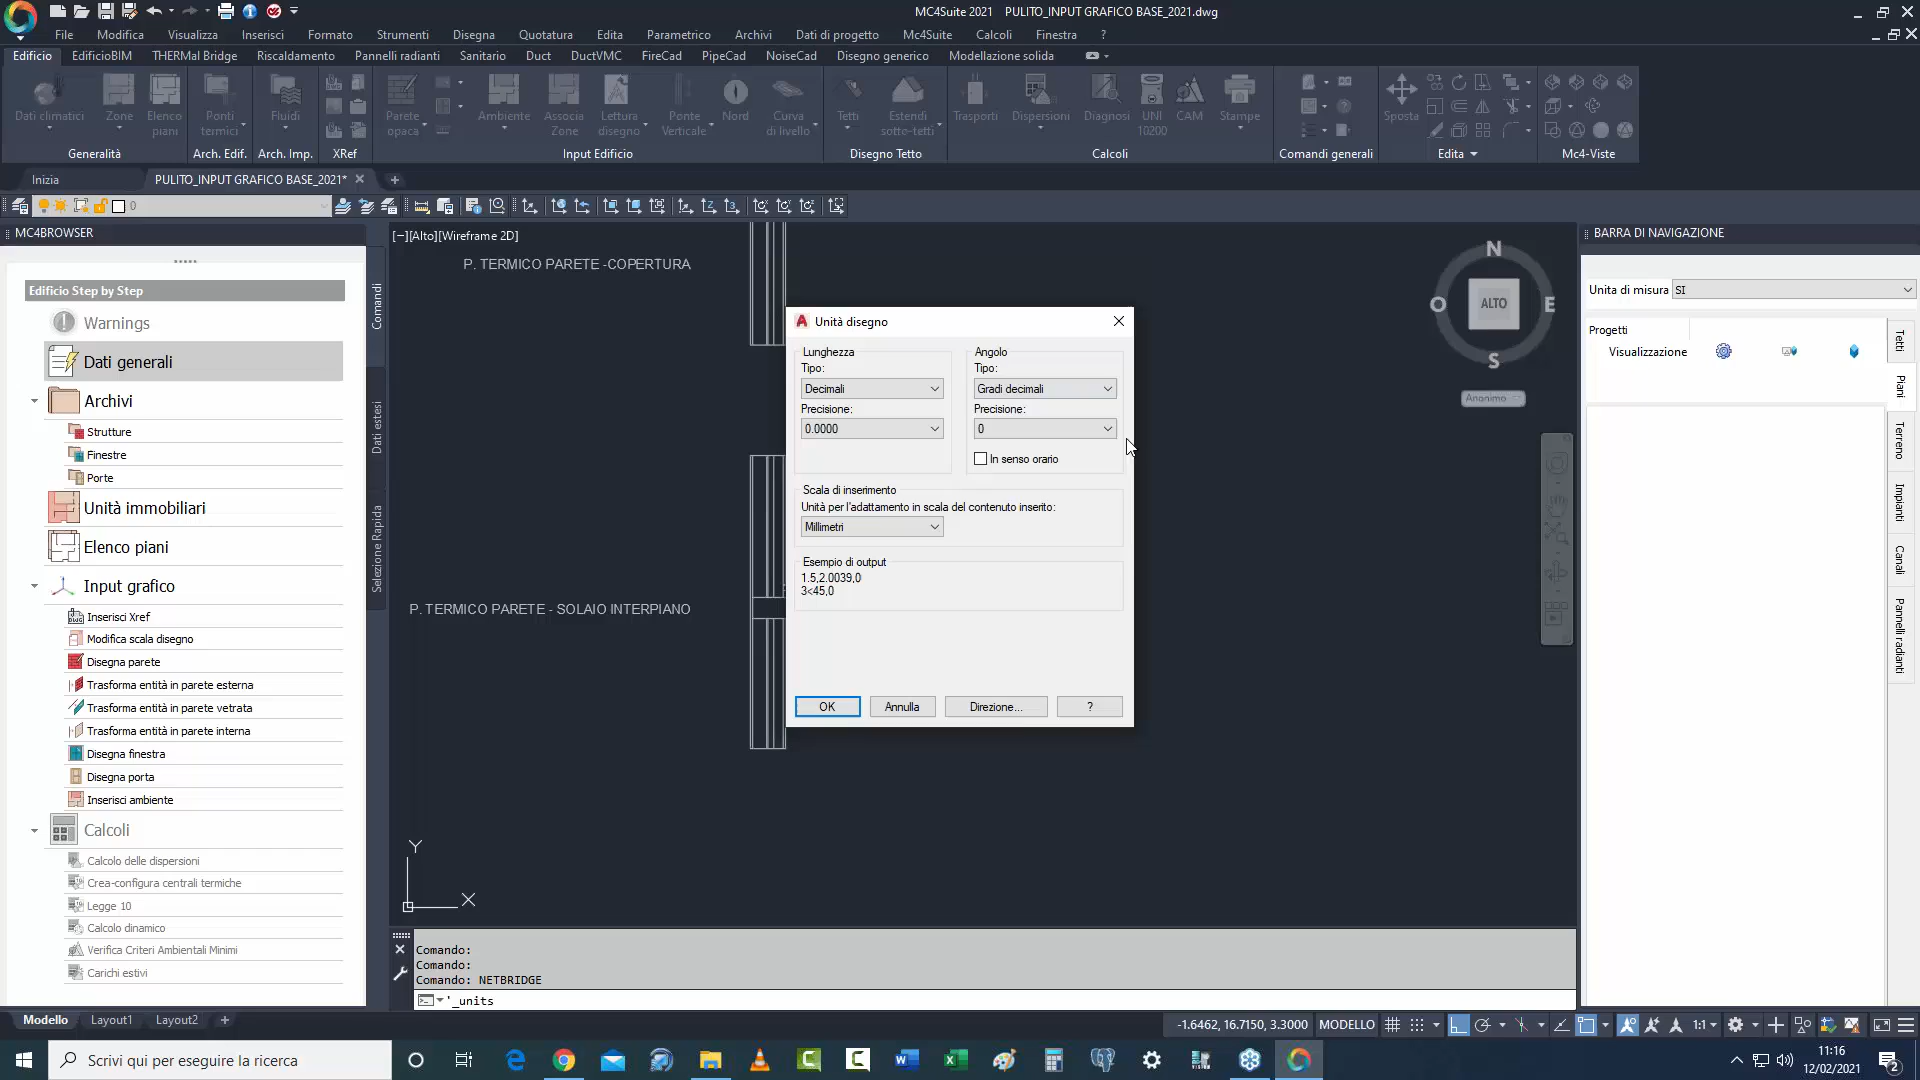 MC4Suite 2021 PULITO_INPUT GRAFICO BASE_2021.dwg
File Modifica Visualizza Inserisci Formato Strumenti Disegna Quotatura Edita Parametrico Archivi Dati di progetto Mc4Suite Calcoli Finestra ?
Edificio EdificioBIM THERMal Bridge Riscaldamento Pannelli radianti Sanitario Duct DuctVMC FireCad PipeCad NoiseCad Disegno generico Modellazione solida
Dati climatici Zone Elenco piani Ponti termici Fluidi Parete opaca Ambiente Associa Zone Lettura disegno Ponte Verticale Nord Curva di livello Tetti Estendi sotto-tetti Trasporti Dispersioni Diagnosi UNI 10200 CAM Stampe Sposta
Generalità Arch. Edif. Arch. Imp. XRef Input Edificio Disegno Tetto Calcoli Comandi generali Edita Mc4-Viste
Inizia PULITO_INPUT GRAFICO BASE_2021*
0
MC4BROWSER
Edificio Step by Step
Warnings
Dati generali
Archivi
Strutture
Finestre
Porte
Unità immobiliari
Elenco piani
Input grafico
Inserisci Xref
Modifica scala disegno
Disegna parete
Trasforma entità in parete esterna
Trasforma entità in parete vetrata
Trasforma entità in parete interna
Disegna finestra
Disegna porta
Inserisci ambiente
Calcoli
Calcolo delle dispersioni
Crea-configura centrali termiche
Legge 10
Calcolo dinamico
Verifica Criteri Ambientali Minimi
Carichi estivi
Comandi
Dati estesi
Selezione Rapida
[−][Alto][Wireframe 2D]
P. TERMICO PARETE -COPERTURA
P. TERMICO PARETE - SOLAIO INTERPIANO
Y
X
Unità disegno
Lunghezza
Tipo:
Decimali
Precisione:
0.0000
Angolo
Tipo:
Gradi decimali
Precisione:
0
In senso orario
Scala di inserimento
Unità per l'adattamento in scala del contenuto inserito:
Millimetri
Esempio di output
1.5,2.0039,0
3<45,0
OK Annulla Direzione... ?
N
O ALTO E
S
Anonimo
BARRA DI NAVIGAZIONE
Unita di misura SI
Progetti
Visualizzazione
Tetti
Piani
Terreno
Impianti
Canali
Pannelli radianti
Comando:
Comando:
Comando: NETBRIDGE
'_units
Modello Layout1 Layout2 +
-1.6462, 16.7150, 3.3000 MODELLO 1:1
Scrivi qui per eseguire la ricerca
11:16
12/02/2021
2